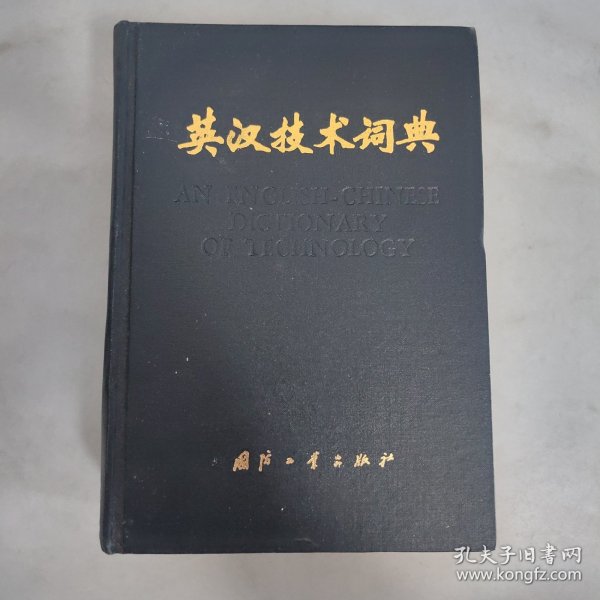 英汉技术词典
AN ENGLISH-CHINESE
DICTIONARY
OF TECHNOLOGY
国防工业出版社
孔夫子旧书网
www.kongfz.com